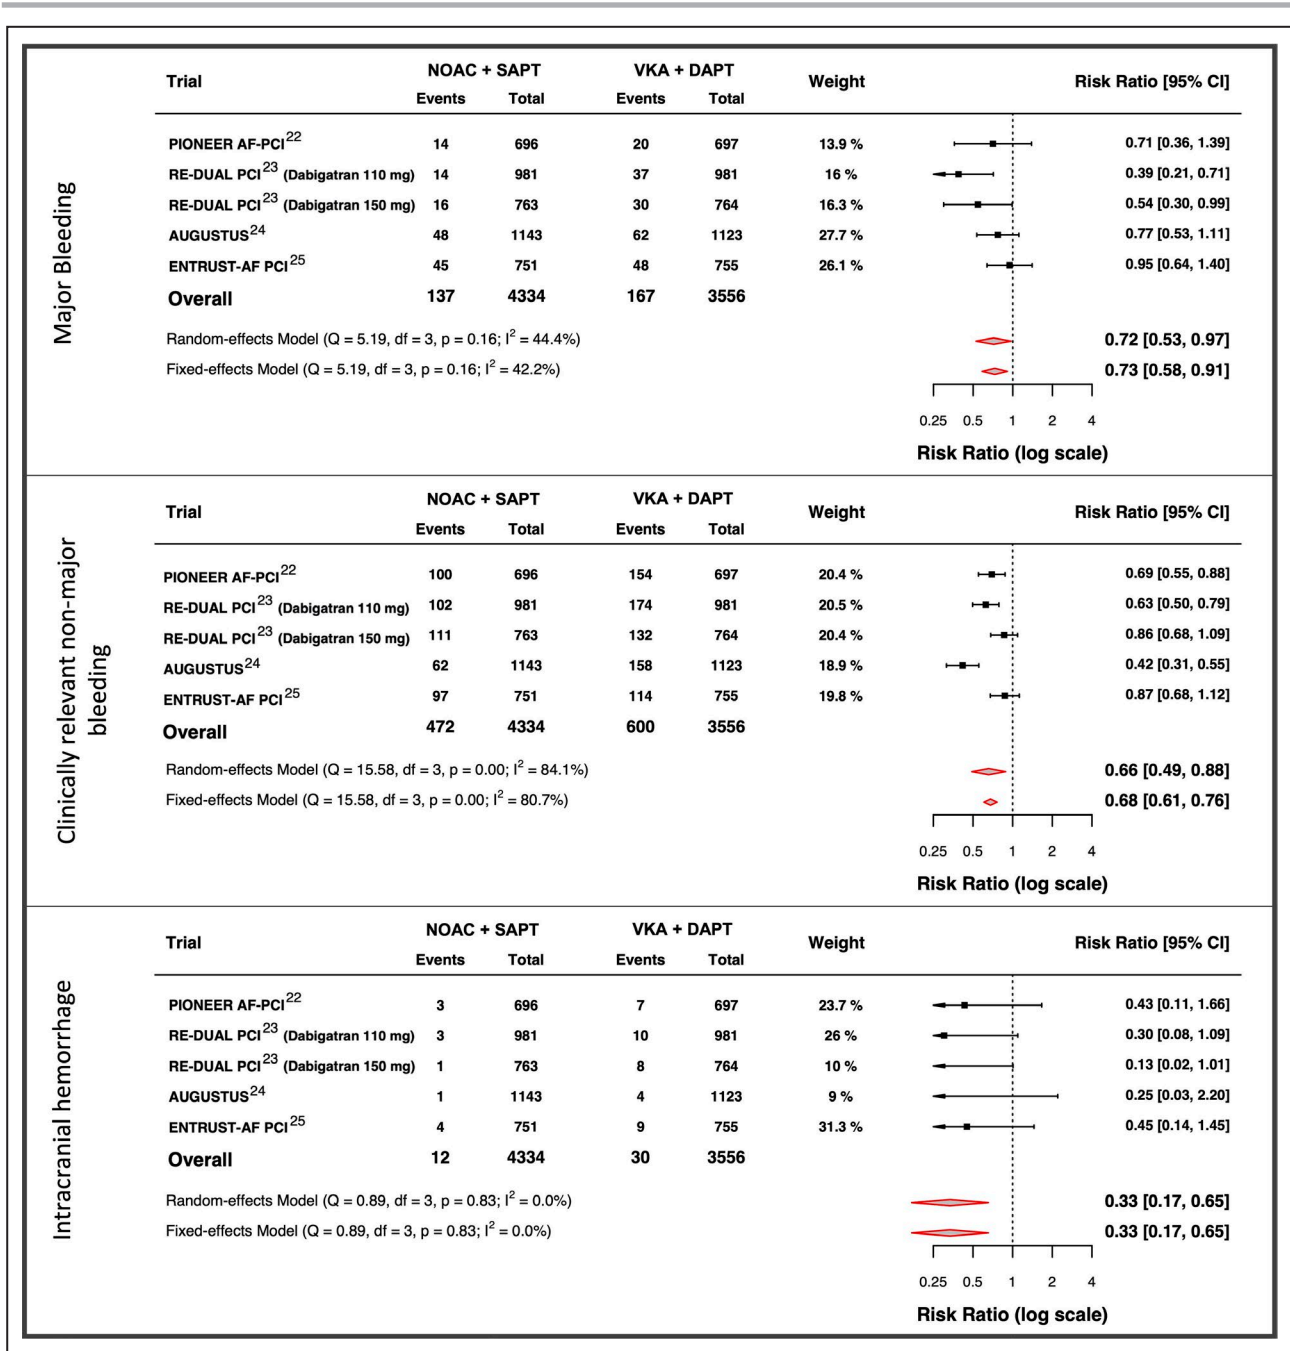 Major Bleeding
Trial NOAC + SAPT VKA + DAPT Weight Risk Ratio [95% CI]
Events Total Events Total
PIONEER AF-PCI22 14 696 20 697 13.9 % 0.71 [0.36, 1.39]
RE-DUAL PCI23 (Dabigatran 110 mg) 14 981 37 981 16 % 0.39 [0.21, 0.71]
RE-DUAL PCI23 (Dabigatran 150 mg) 16 763 30 764 16.3 % 0.54 [0.30, 0.99]
AUGUSTUS24 48 1143 62 1123 27.7 % 0.77 [0.53, 1.11]
ENTRUST-AF PCI25 45 751 48 755 26.1 % 0.95 [0.64, 1.40]
Overall 137 4334 167 3556
Random-effects Model (Q = 5.19, df = 3, p = 0.16; I2 = 44.4%) 0.72 [0.53, 0.97]
Fixed-effects Model (Q = 5.19, df = 3, p = 0.16; I2 = 42.2%) 0.73 [0.58, 0.91]
0.25 0.5 1 2 4
Risk Ratio (log scale)
Clinically relevant non-major
bleeding
Trial NOAC + SAPT VKA + DAPT Weight Risk Ratio [95% CI]
Events Total Events Total
PIONEER AF-PCI22 100 696 154 697 20.4 % 0.69 [0.55, 0.88]
RE-DUAL PCI23 (Dabigatran 110 mg) 102 981 174 981 20.5 % 0.63 [0.50, 0.79]
RE-DUAL PCI23 (Dabigatran 150 mg) 111 763 132 764 20.4 % 0.86 [0.68, 1.09]
AUGUSTUS24 62 1143 158 1123 18.9 % 0.42 [0.31, 0.55]
ENTRUST-AF PCI25 97 751 114 755 19.8 % 0.87 [0.68, 1.12]
Overall 472 4334 600 3556
Random-effects Model (Q = 15.58, df = 3, p = 0.00; I2 = 84.1%) 0.66 [0.49, 0.88]
Fixed-effects Model (Q = 15.58, df = 3, p = 0.00; I2 = 80.7%) 0.68 [0.61, 0.76]
0.25 0.5 1 2 4
Risk Ratio (log scale)
Intracranial hemorrhage
Trial NOAC + SAPT VKA + DAPT Weight Risk Ratio [95% CI]
Events Total Events Total
PIONEER AF-PCI22 3 696 7 697 23.7 % 0.43 [0.11, 1.66]
RE-DUAL PCI23 (Dabigatran 110 mg) 3 981 10 981 26 % 0.30 [0.08, 1.09]
RE-DUAL PCI23 (Dabigatran 150 mg) 1 763 8 764 10 % 0.13 [0.02, 1.01]
AUGUSTUS24 1 1143 4 1123 9 % 0.25 [0.03, 2.20]
ENTRUST-AF PCI25 4 751 9 755 31.3 % 0.45 [0.14, 1.45]
Overall 12 4334 30 3556
Random-effects Model (Q = 0.89, df = 3, p = 0.83; I2 = 0.0%) 0.33 [0.17, 0.65]
Fixed-effects Model (Q = 0.89, df = 3, p = 0.83; I2 = 0.0%) 0.33 [0.17, 0.65]
0.25 0.5 1 2 4
Risk Ratio (log scale)